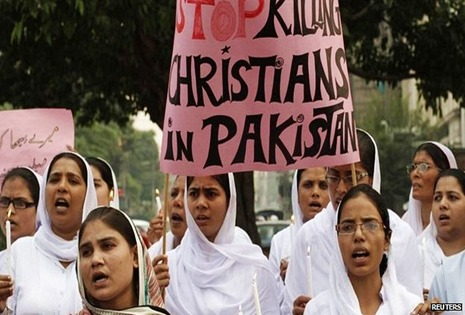 STOP KILLING
CHRISTIANS
IN PAKISTAN
REUTERS